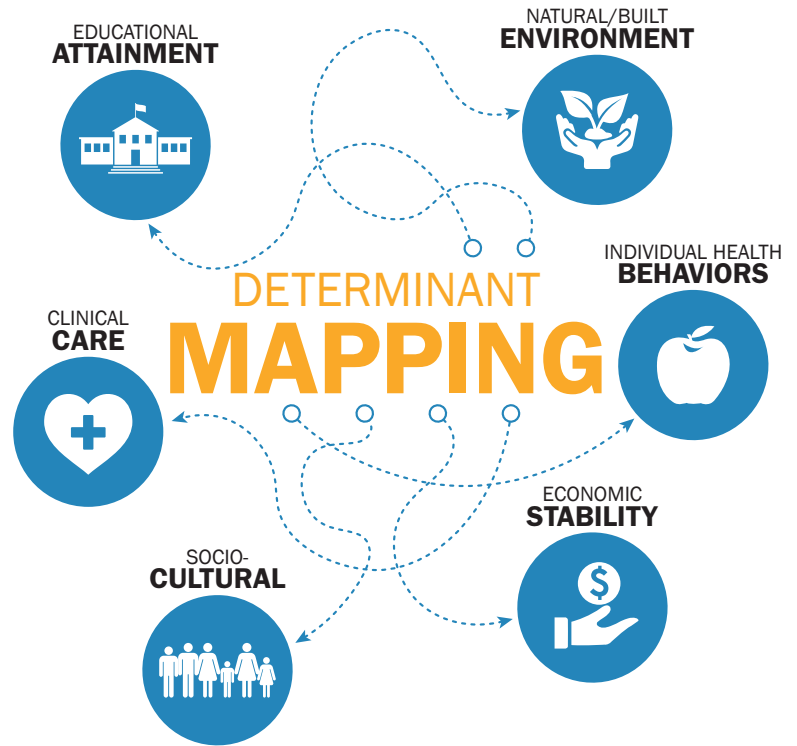 EDUCATIONAL
ATTAINMENT
NATURAL/BUILT
ENVIRONMENT
DETERMINANT
MAPPING
INDIVIDUAL HEALTH
BEHAVIORS
CLINICAL
CARE
ECONOMIC
STABILITY
$
SOCIO-
CULTURAL